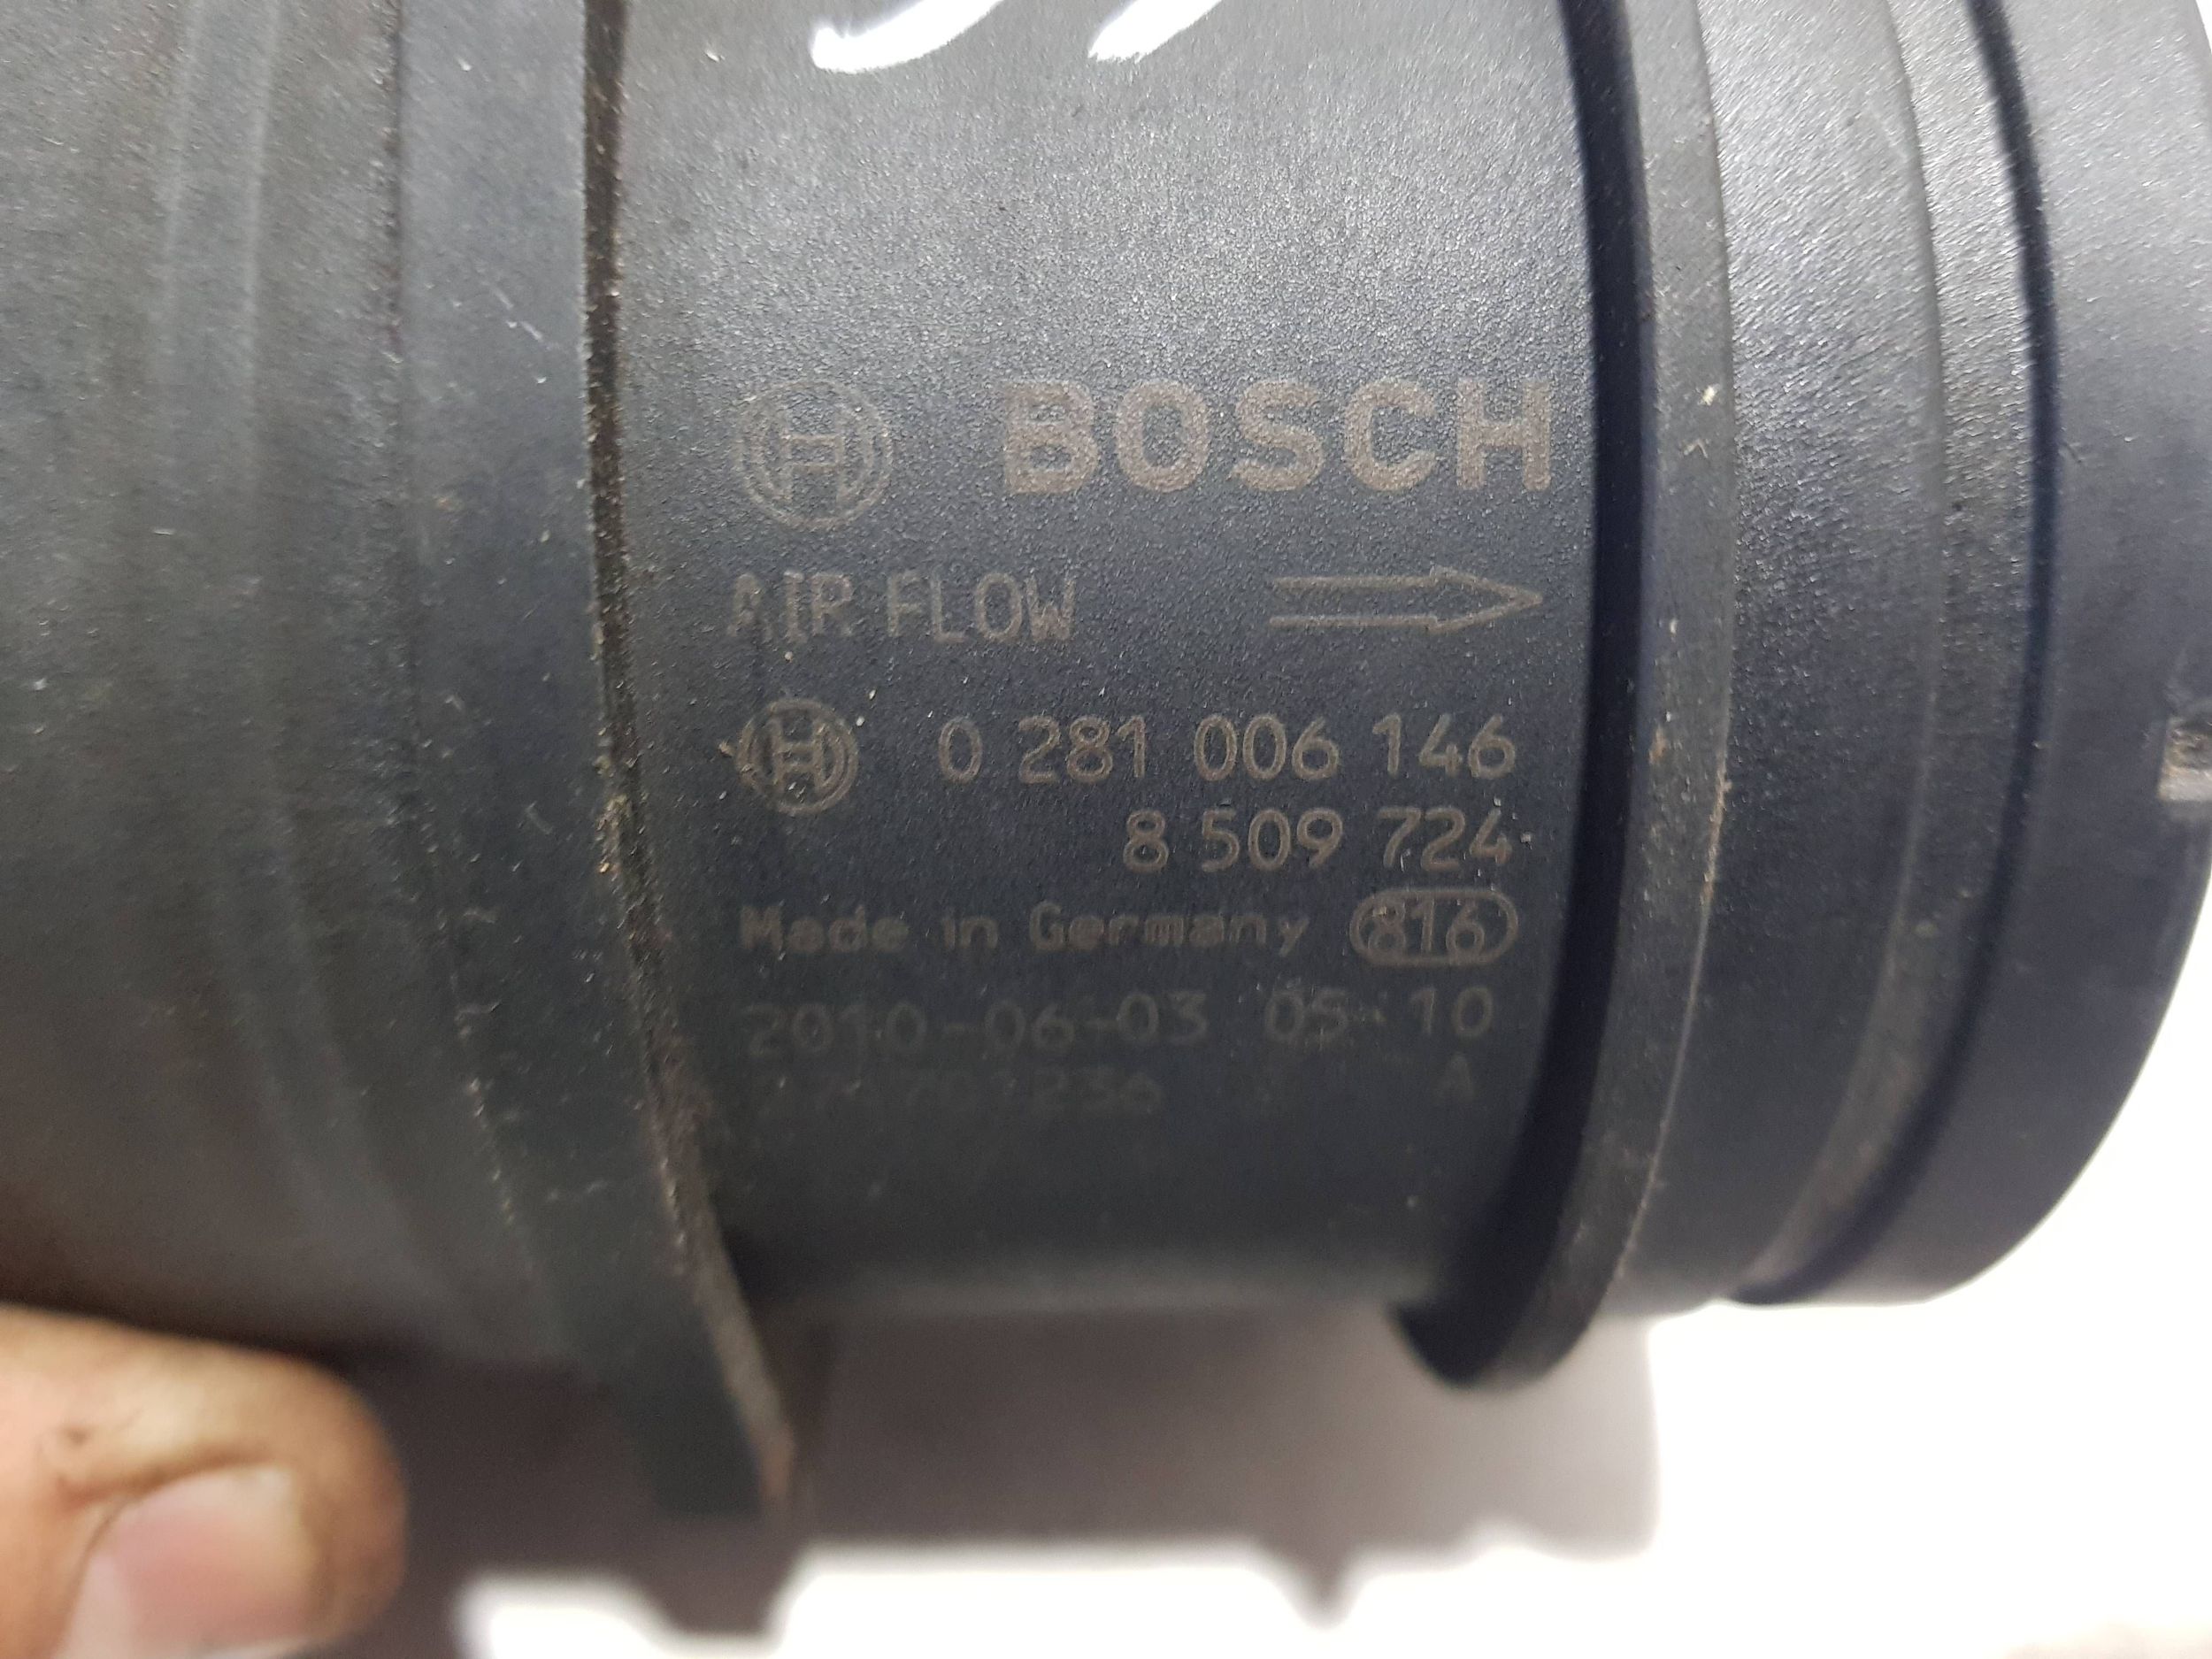 BOSCH
AIR FLOW
0 281 006 146
8 509 724
Made in Germany 816
2010-06-03 05 10
A